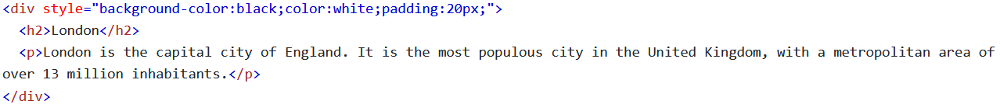 <div style="background-color:black;color:white;padding:20px;">
  <h2>London</h2>
  <p>London is the capital city of England. It is the most populous city in the United Kingdom, with a metropolitan area of
over 13 million inhabitants.</p>
</div>